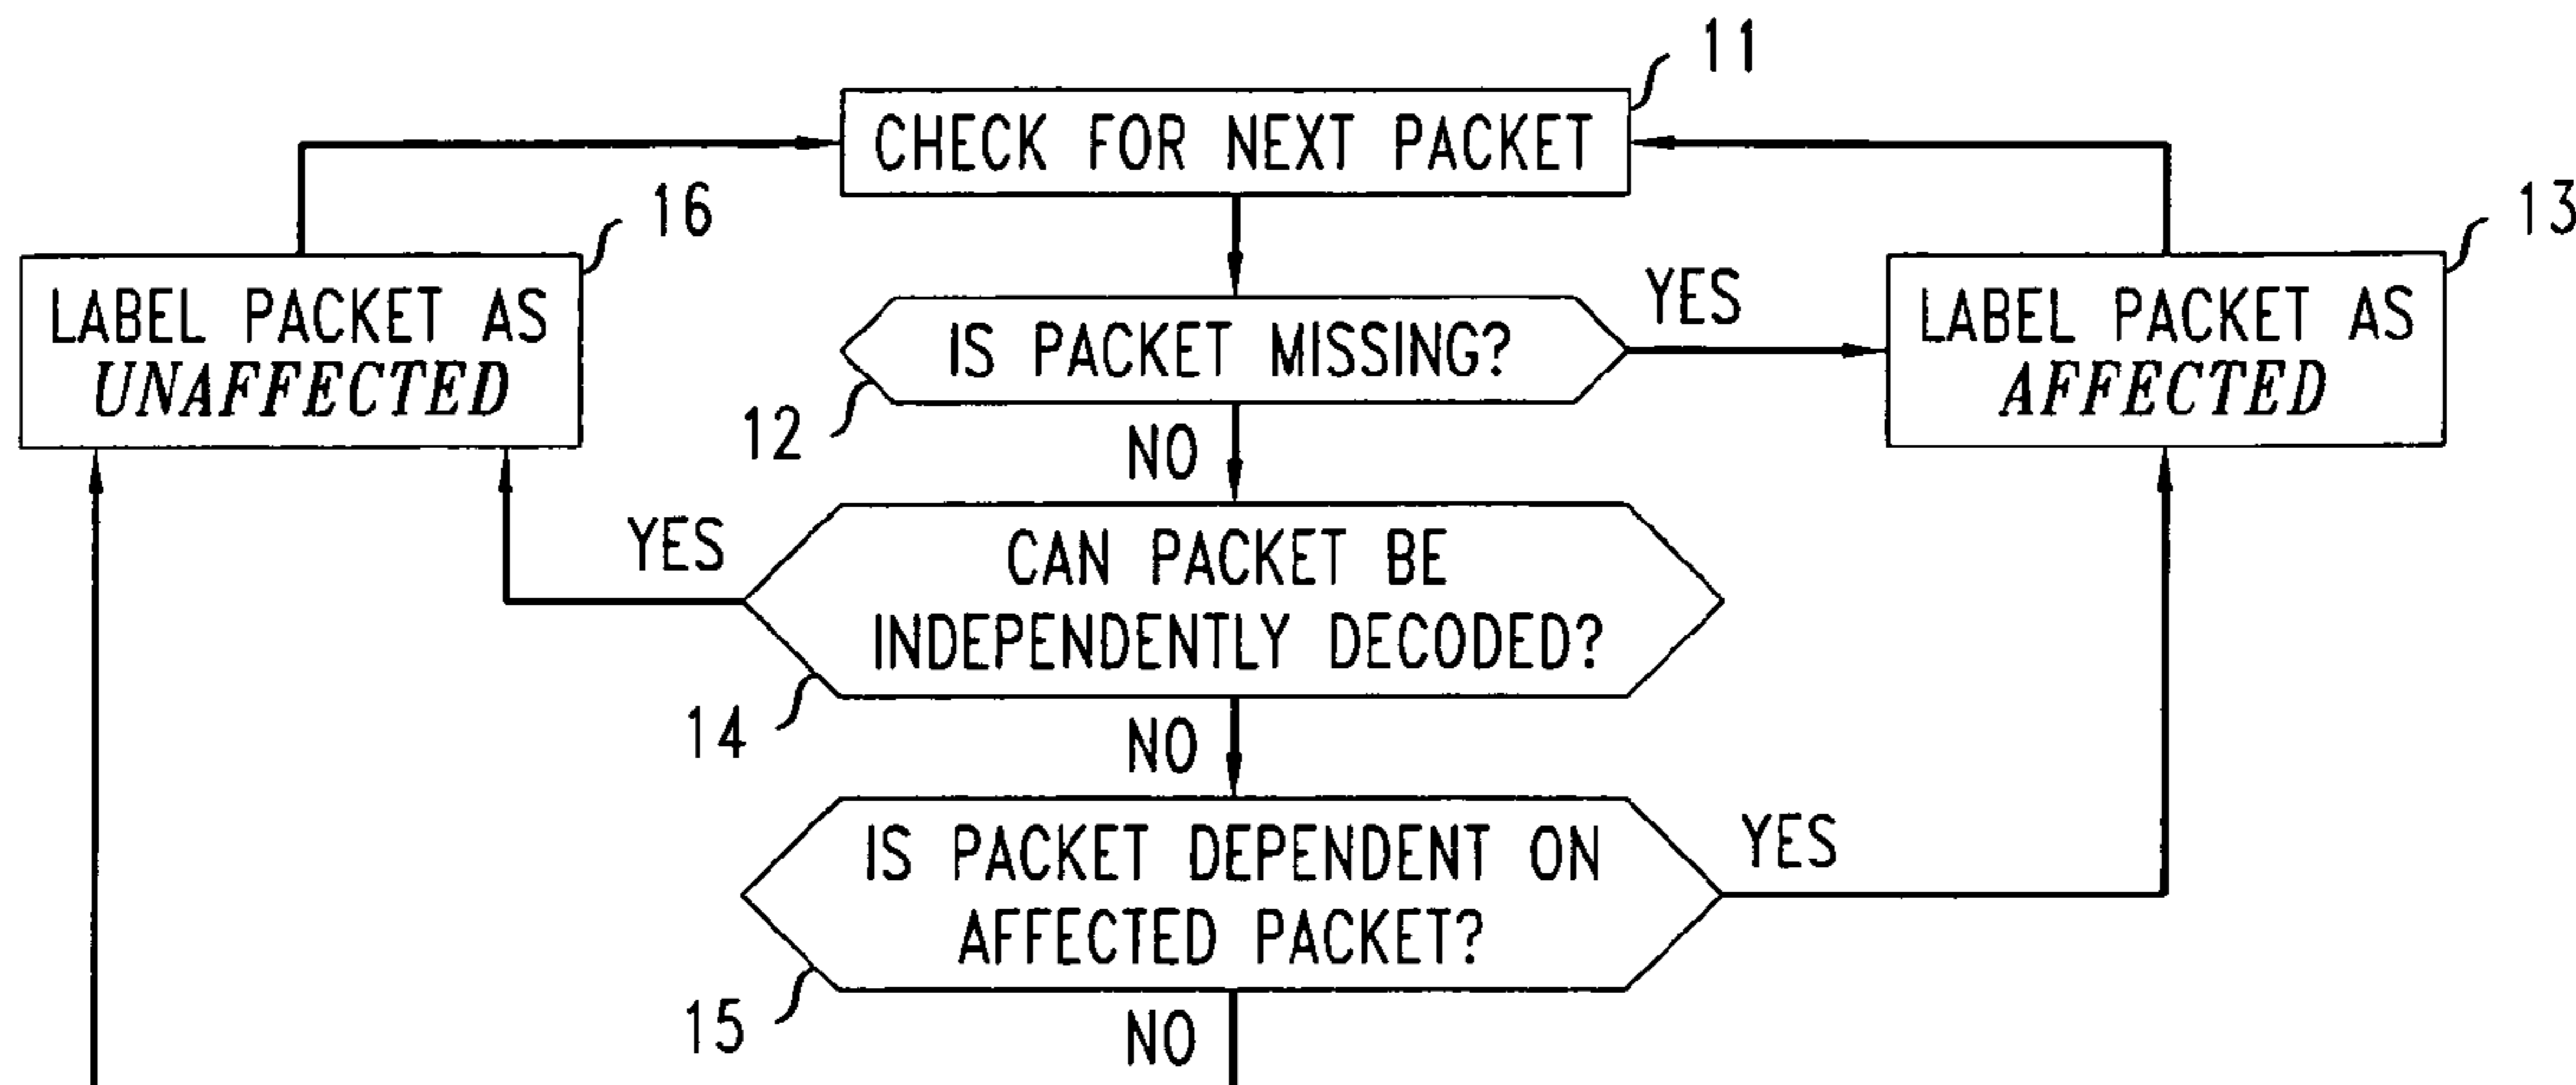 11
CHECK FOR NEXT PACKET
16
13
LABEL PACKET AS
UNAFFECTED
IS PACKET MISSING?
YES
LABEL PACKET AS
AFFECTED
12
NO
YES
CAN PACKET BE
INDEPENDENTLY DECODED?
14
NO
IS PACKET DEPENDENT ON
AFFECTED PACKET?
YES
15
NO